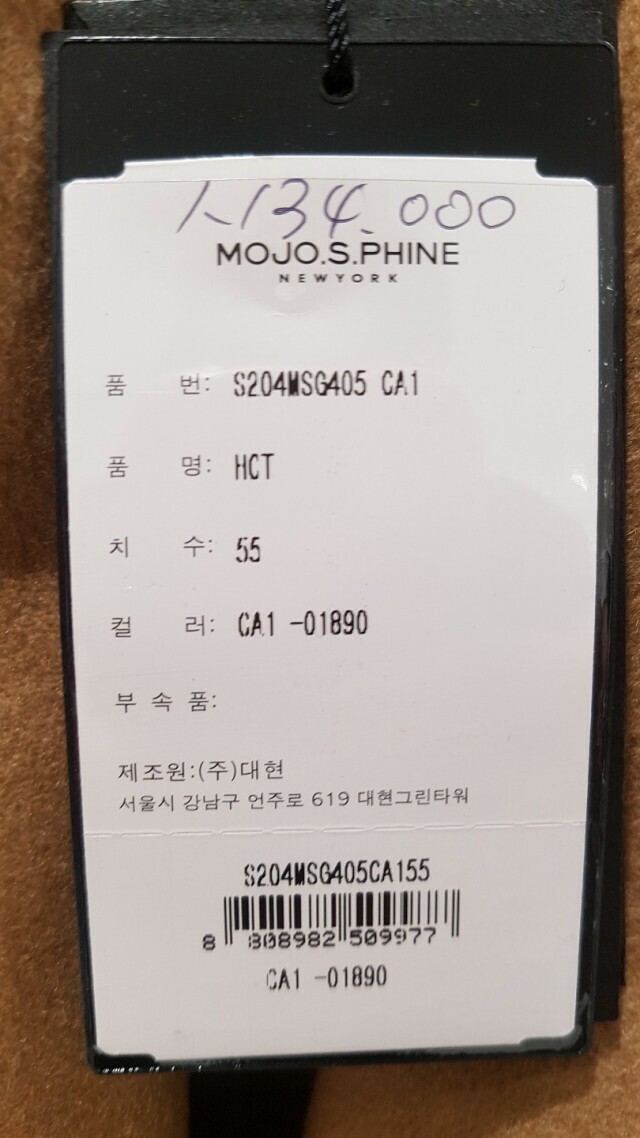 1-134.000
MOJO.S.PHINE
NEWYORK
품 번: S204MSG405 CA1
품 명: HCT
치 수: 55
컬 러: CA1 -01890
부 속 품:
제조원:(주)대현
서울시 강남구 언주로 619 대현그린타워
S204MSG405CA155
8 808982 509977
CA1 -01890